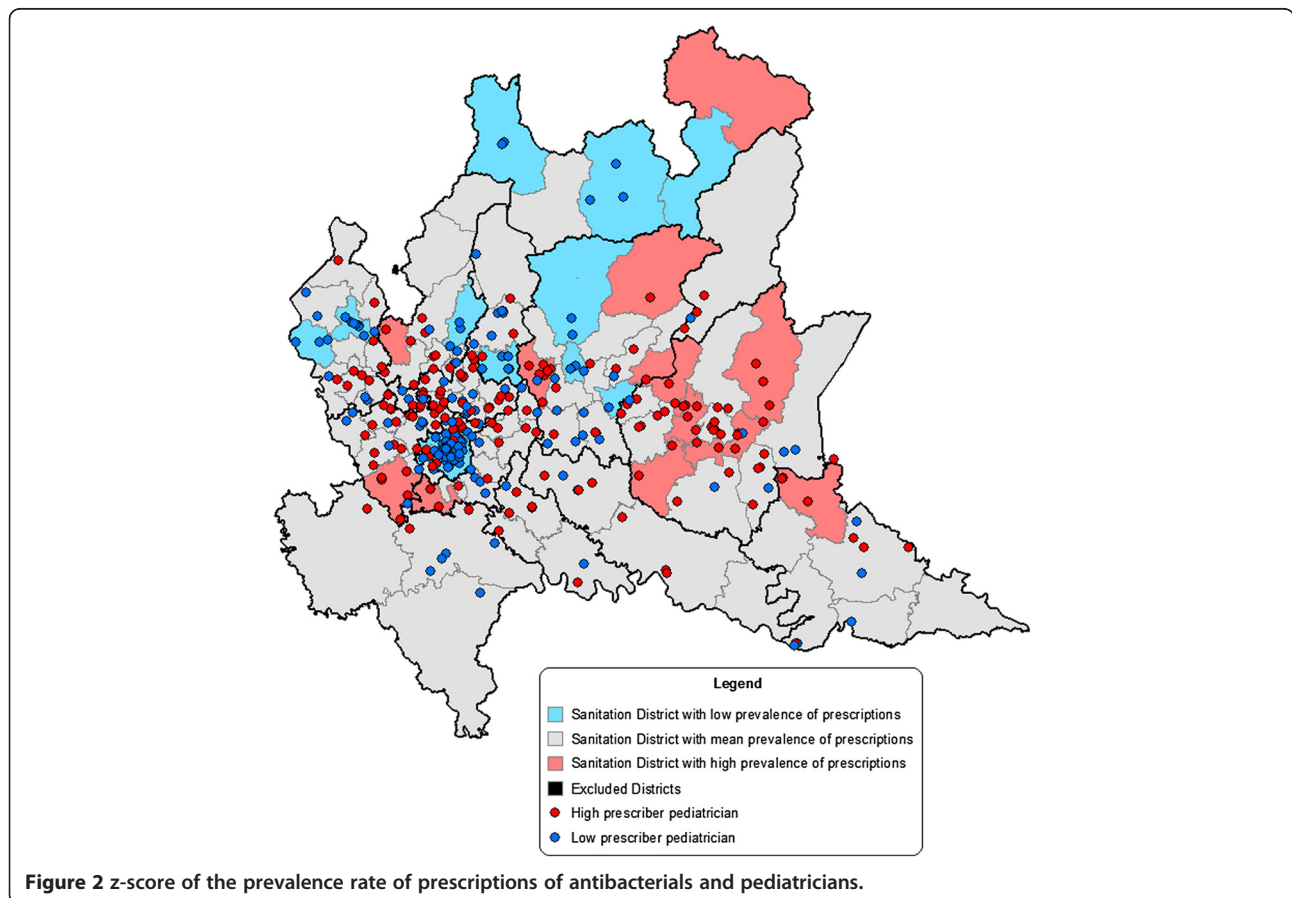 Legend
Sanitation District with low prevalence of prescriptions
Sanitation District with mean prevalence of prescriptions
Sanitation District with high prevalence of prescriptions
Excluded Districts
High prescriber pediatrician
Low prescriber pediatrician
Figure 2 z-score of the prevalence rate of prescriptions of antibacterials and pediatricians.